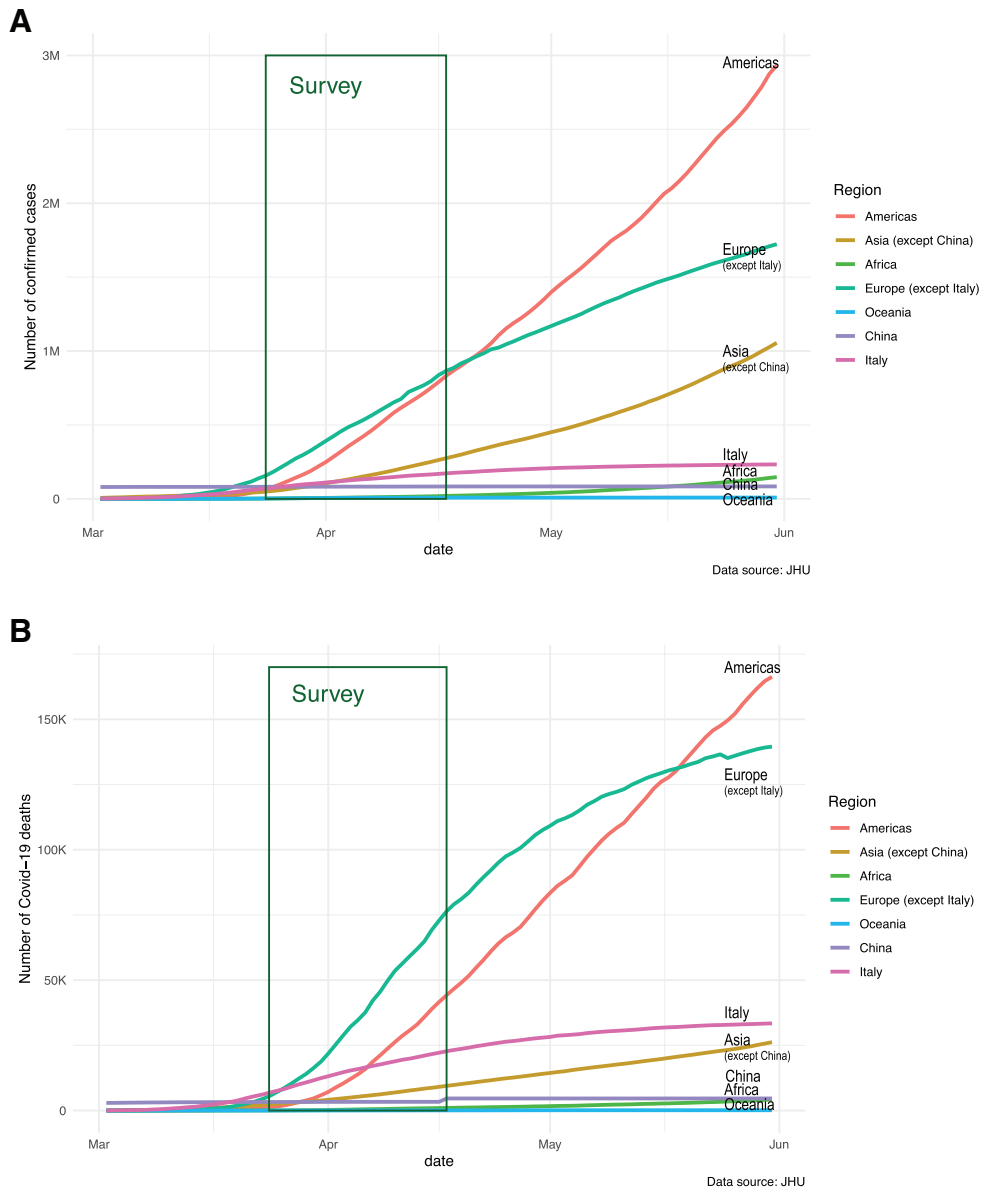 A
3M
2M
1M
0
Number of confirmed cases
Survey
Americas
Europe
(except Italy)
Asia
(except China)
Italy
Africa
China
Oceania
Mar
Apr
May
Jun
date
Data source: JHU
Region
Americas
Asia (except China)
Africa
Europe (except Italy)
Oceania
China
Italy
B
150K
100K
50K
0
Number of Covid−19 deaths
Survey
Americas
Europe
(except Italy)
Italy
Asia
(except China)
China
Africa
Oceania
Mar
Apr
May
Jun
date
Data source: JHU
Region
Americas
Asia (except China)
Africa
Europe (except Italy)
Oceania
China
Italy